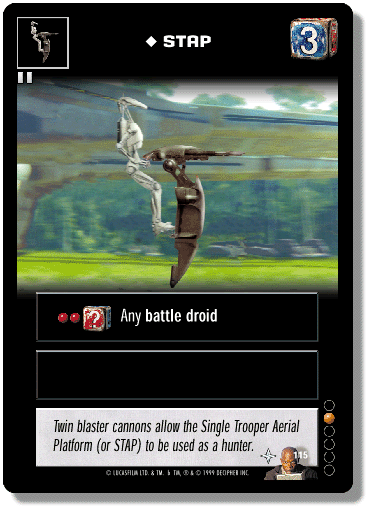 ◆ STAP
3
? Any battle droid
Twin blaster cannons allow the Single Trooper Aerial
Platform (or STAP) to be used as a hunter.
115
© LUCASFILM LTD. & TM. & TM, ® & © 1999 DECIPHER INC.